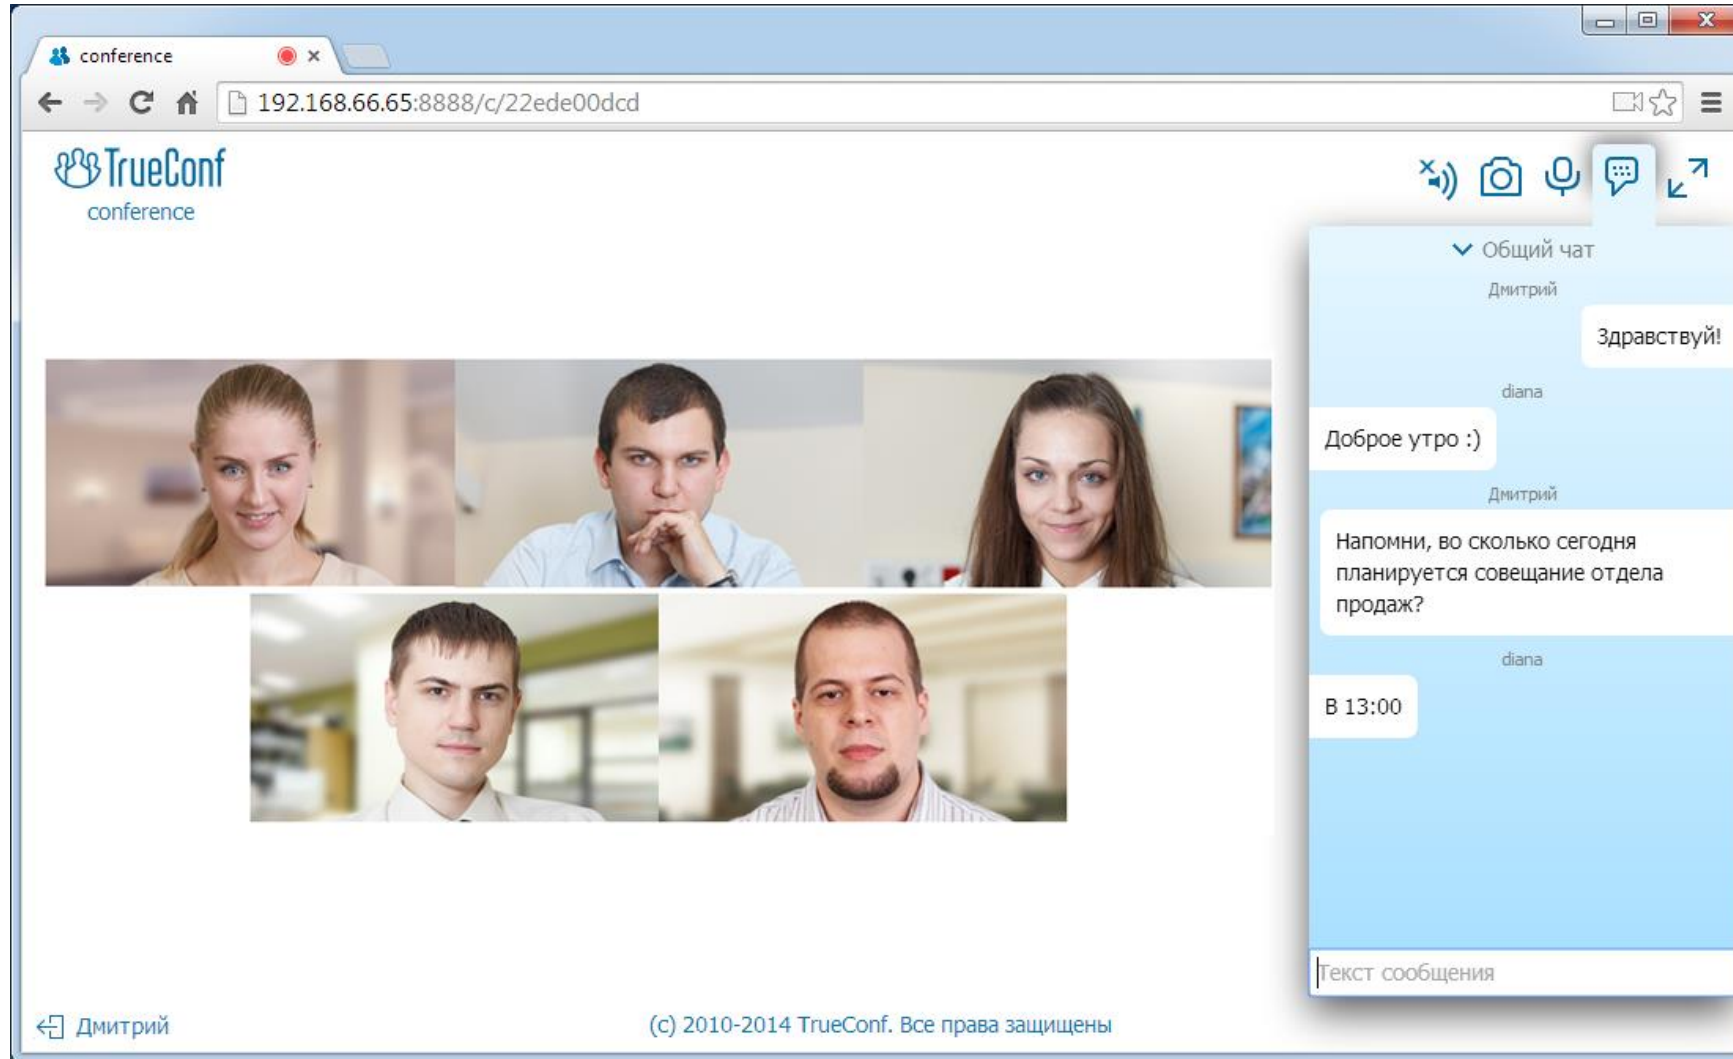 conference
192.168.66.65:8888/c/22ede00dcd
TrueConf
conference
Общий чат
Дмитрий
Здравствуй!
diana
Доброе утро :)
Дмитрий
Напомни, во сколько сегодня
планируется совещание отдела
продаж?
diana
В 13:00
Текст сообщения
Дмитрий
(c) 2010-2014 TrueConf. Все права защищены